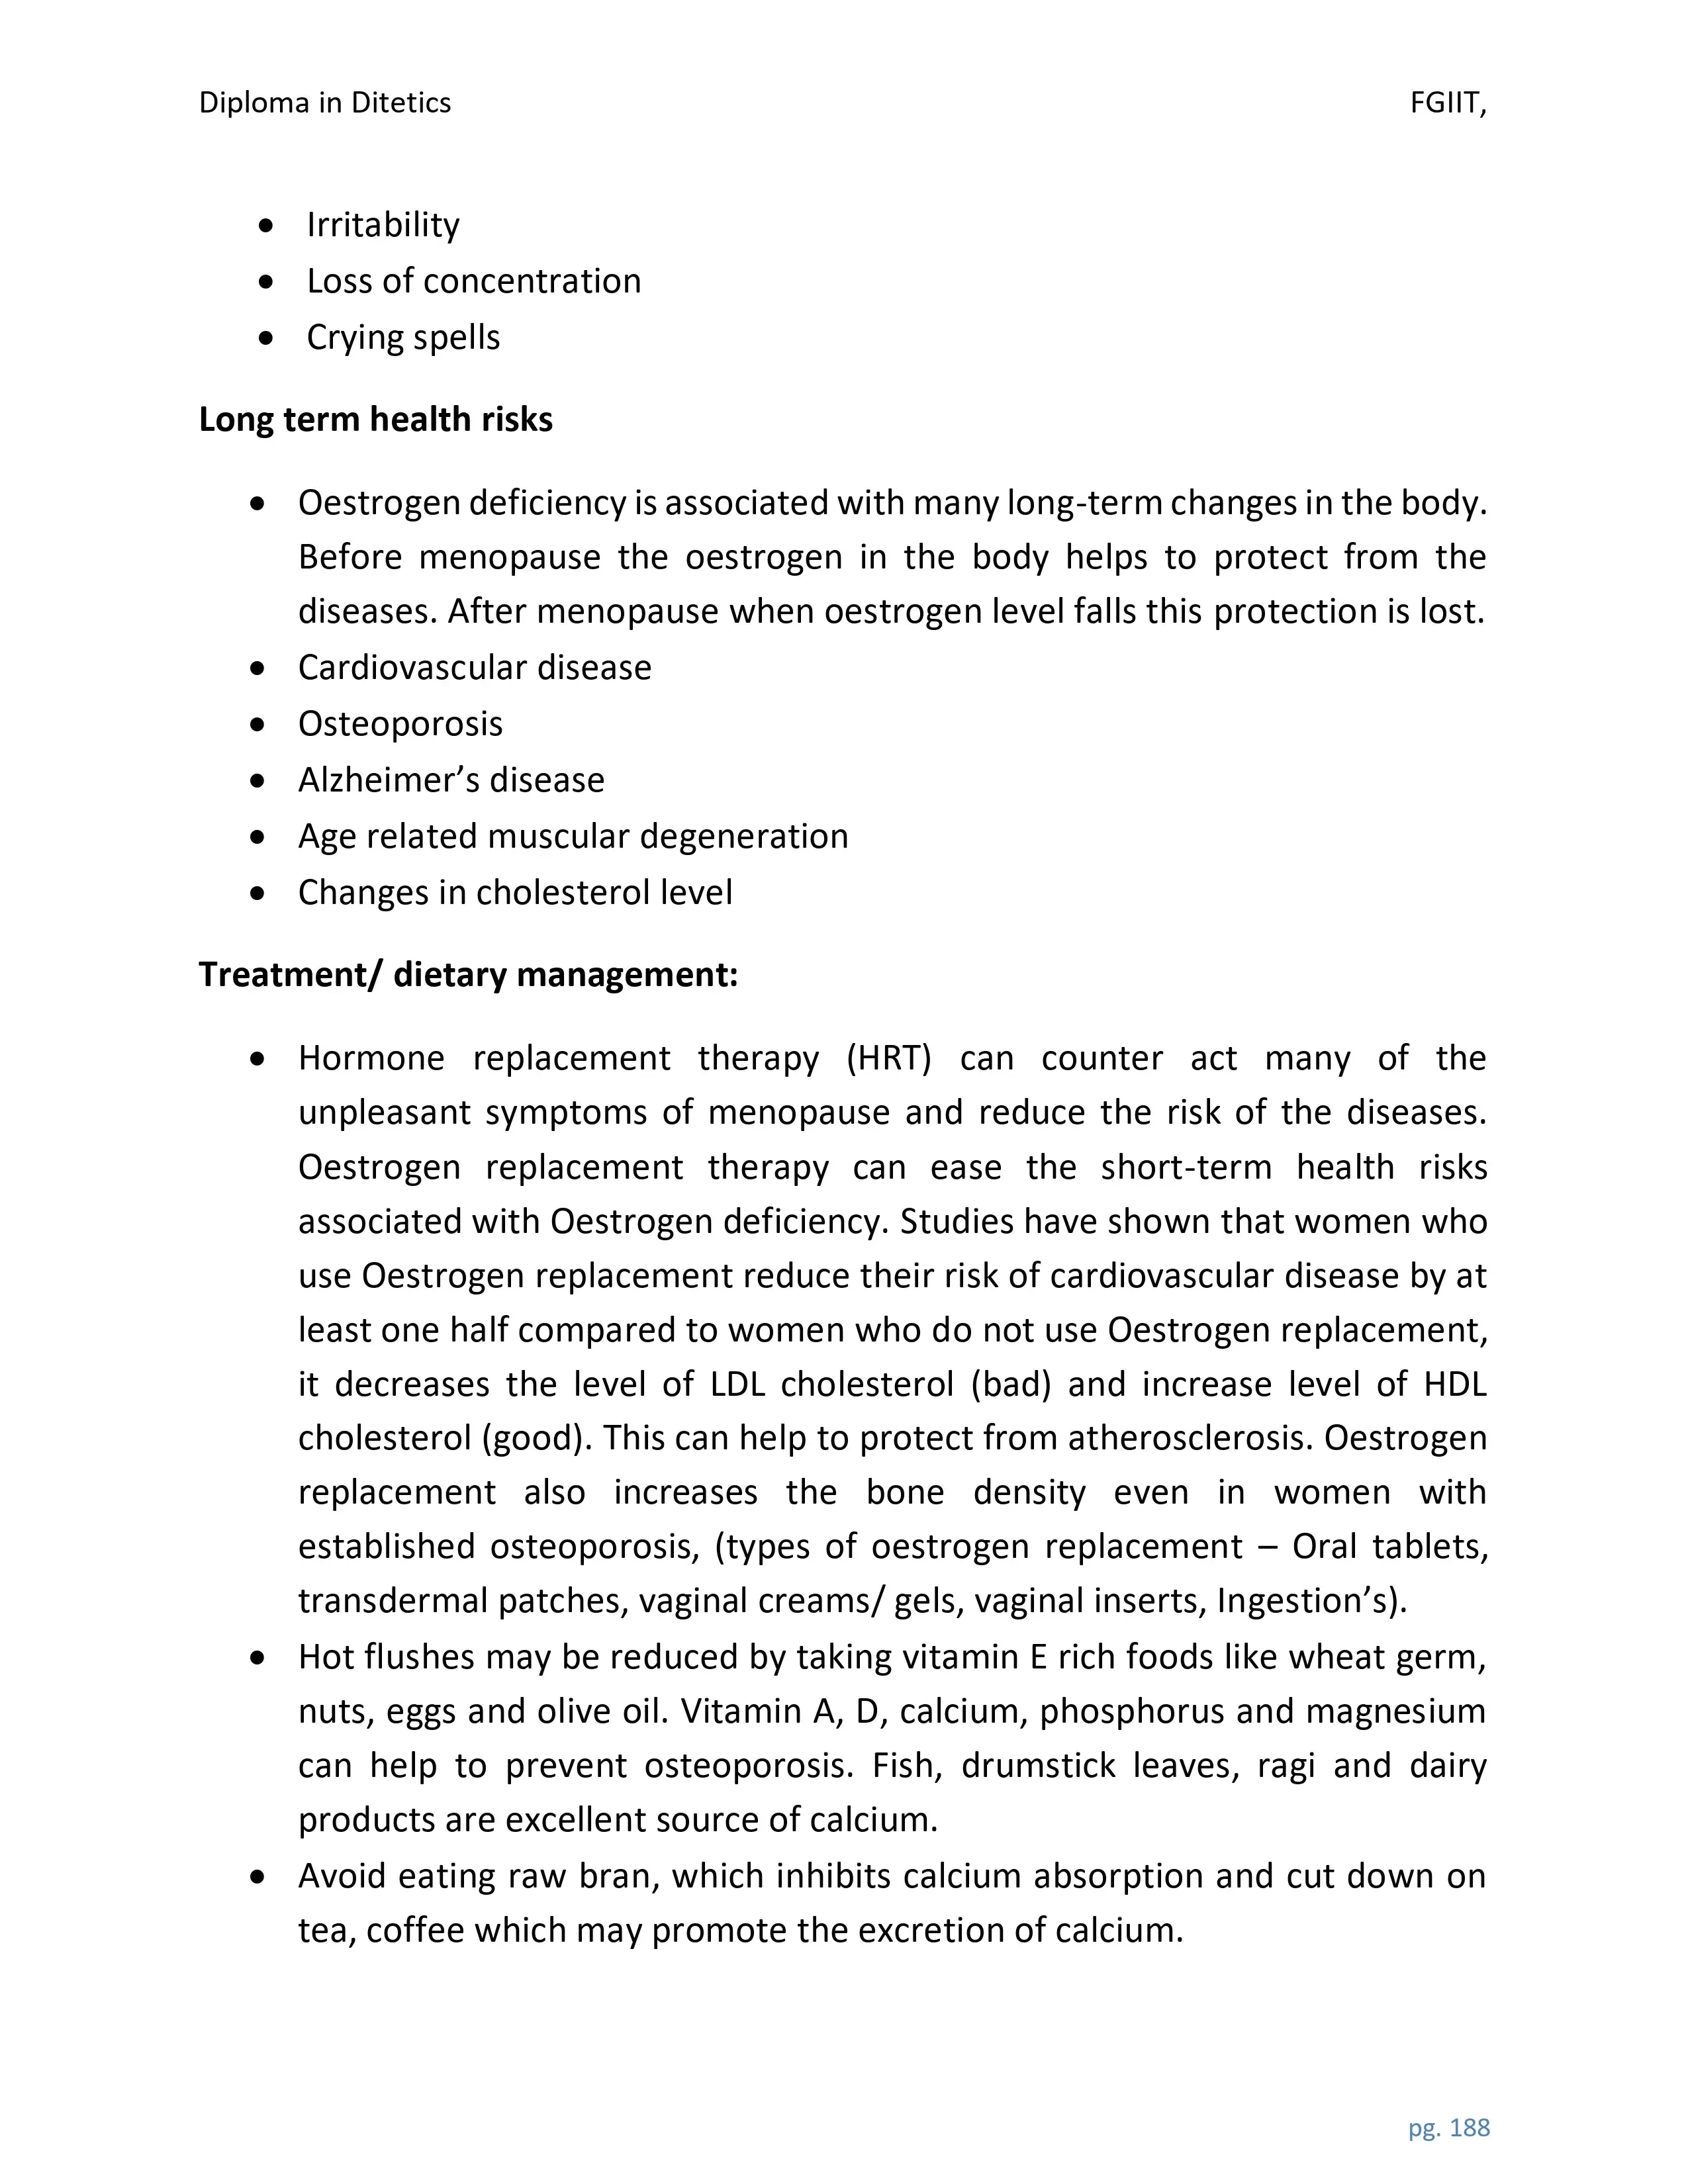 Diploma in Ditetics FGIIT,
• Irritability
• Loss of concentration
• Crying spells
Long term health risks
• Oestrogen deficiency is associated with many long-term changes in the body.
Before menopause the oestrogen in the body helps to protect from the
diseases. After menopause when oestrogen level falls this protection is lost.
• Cardiovascular disease
• Osteoporosis
• Alzheimer’s disease
• Age related muscular degeneration
• Changes in cholesterol level
Treatment/ dietary management:
• Hormone replacement therapy (HRT) can counter act many of the
unpleasant symptoms of menopause and reduce the risk of the diseases.
Oestrogen replacement therapy can ease the short-term health risks
associated with Oestrogen deficiency. Studies have shown that women who
use Oestrogen replacement reduce their risk of cardiovascular disease by at
least one half compared to women who do not use Oestrogen replacement,
it decreases the level of LDL cholesterol (bad) and increase level of HDL
cholesterol (good). This can help to protect from atherosclerosis. Oestrogen
replacement also increases the bone density even in women with
established osteoporosis, (types of oestrogen replacement – Oral tablets,
transdermal patches, vaginal creams/ gels, vaginal inserts, Ingestion’s).
• Hot flushes may be reduced by taking vitamin E rich foods like wheat germ,
nuts, eggs and olive oil. Vitamin A, D, calcium, phosphorus and magnesium
can help to prevent osteoporosis. Fish, drumstick leaves, ragi and dairy
products are excellent source of calcium.
• Avoid eating raw bran, which inhibits calcium absorption and cut down on
tea, coffee which may promote the excretion of calcium.
pg. 188